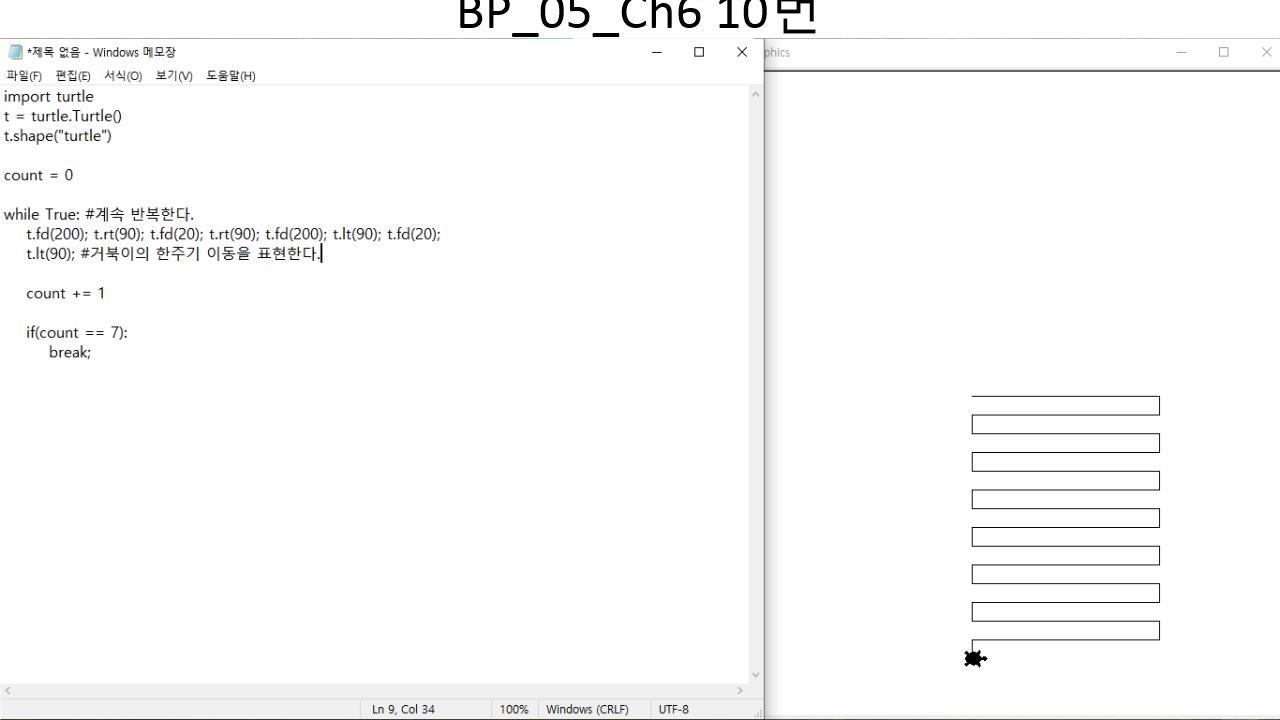 BP_05_Ch6 10번
*제목 없음 - Windows 메모장
파일(F) 편집(E) 서식(O) 보기(V) 도움말(H)
import turtle
t = turtle.Turtle()
t.shape("turtle")
count = 0
while True: #계속 반복한다.
t.fd(200); t.rt(90); t.fd(20); t.rt(90); t.fd(200); t.lt(90); t.fd(20);
t.lt(90); #거북이의 한주기 이동을 표현한다.
count += 1
if(count == 7):
break;
Ln 9, Col 34 100% Windows (CRLF) UTF-8
phics